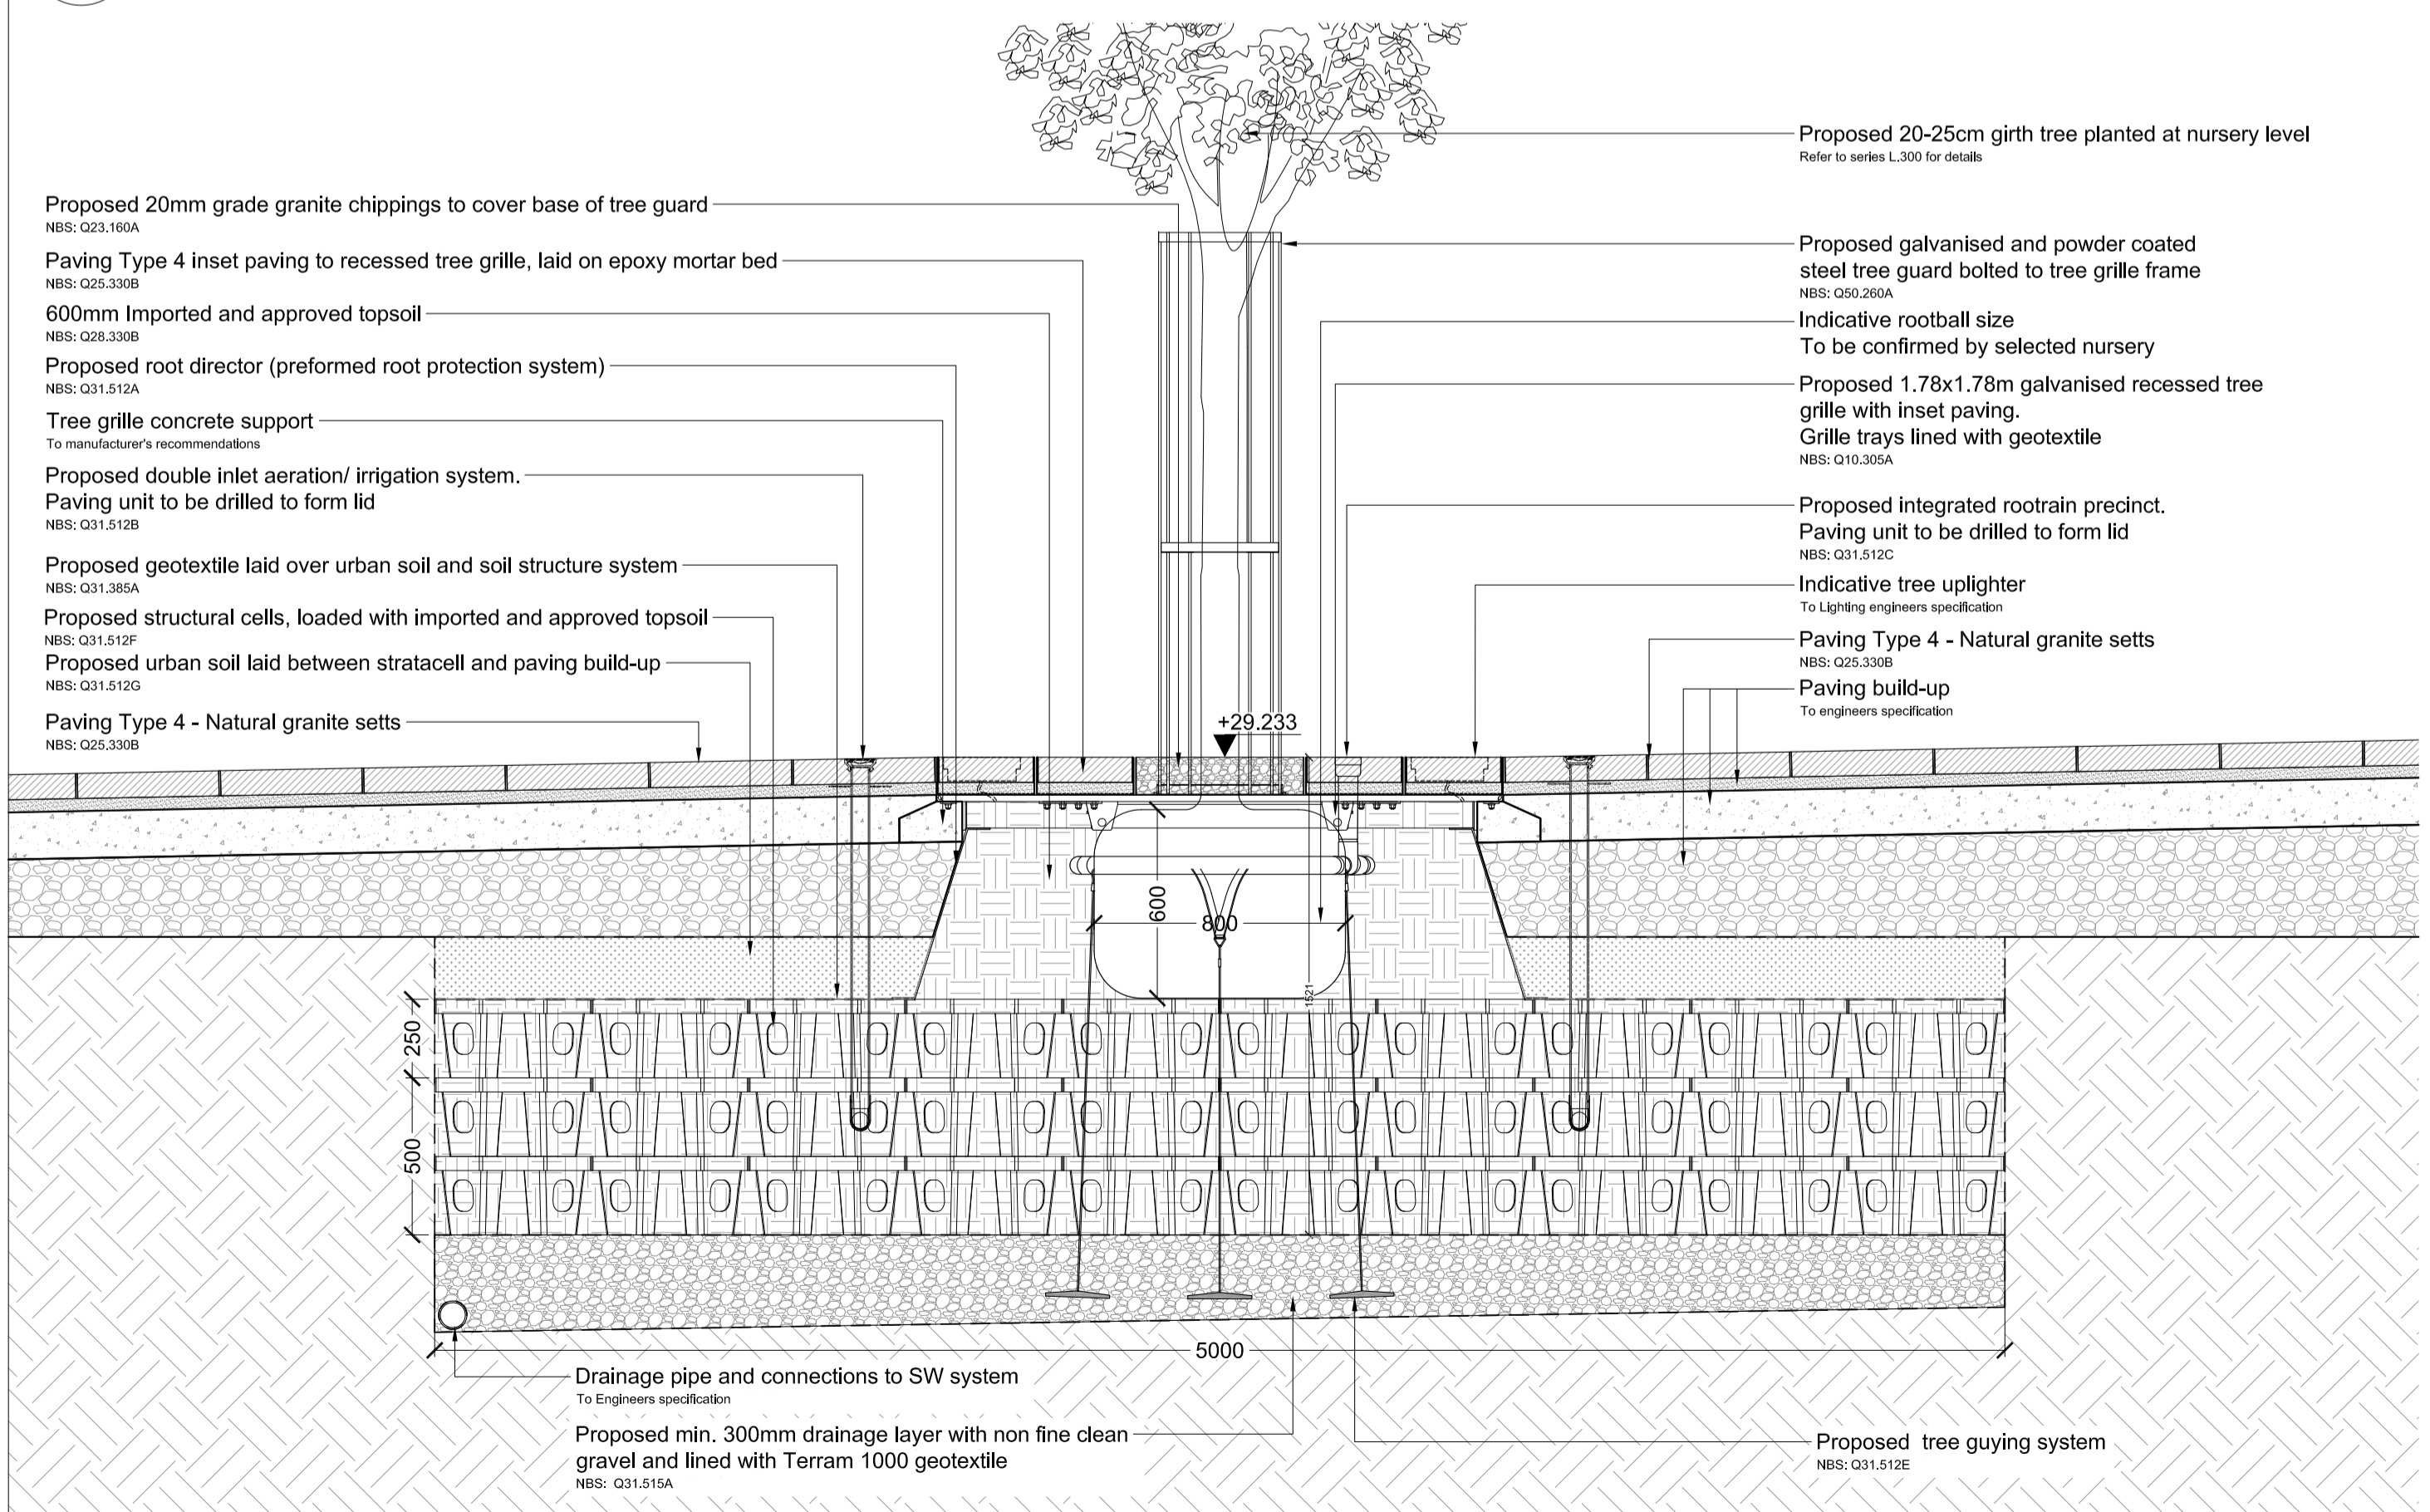 Proposed 20-25cm girth tree planted at nursery level
Refer to series L.300 for details
Proposed 20mm grade granite chippings to cover base of tree guard
NBS: Q23.160A
Paving Type 4 inset paving to recessed tree grille, laid on epoxy mortar bed
NBS: Q25.330B
600mm Imported and approved topsoil
NBS: Q28.330B
Proposed root director (preformed root protection system)
NBS: Q31.512A
Tree grille concrete support
To manufacturer's recommendations
Proposed double inlet aeration/ irrigation system.
Paving unit to be drilled to form lid
NBS: Q31.512B
Proposed geotextile laid over urban soil and soil structure system
NBS: Q31.385A
Proposed structural cells, loaded with imported and approved topsoil
NBS: Q31.512F
Proposed urban soil laid between stratacell and paving build-up
NBS: Q31.512G
Paving Type 4 - Natural granite setts
NBS: Q25.330B
Proposed galvanised and powder coated
steel tree guard bolted to tree grille frame
NBS: Q50.260A
Indicative rootball size
To be confirmed by selected nursery
Proposed 1.78x1.78m galvanised recessed tree
grille with inset paving.
Grille trays lined with geotextile
NBS: Q10.305A
Proposed integrated rootrain precinct.
Paving unit to be drilled to form lid
NBS: Q31.512C
Indicative tree uplighter
To Lighting engineers specification
Paving Type 4 - Natural granite setts
NBS: Q25.330B
Paving build-up
To engineers specification
+29.233
600
800
1521
250
500
5000
Drainage pipe and connections to SW system
To Engineers specification
Proposed min. 300mm drainage layer with non fine clean
gravel and lined with Terram 1000 geotextile
NBS: Q31.515A
Proposed tree guying system
NBS: Q31.512E